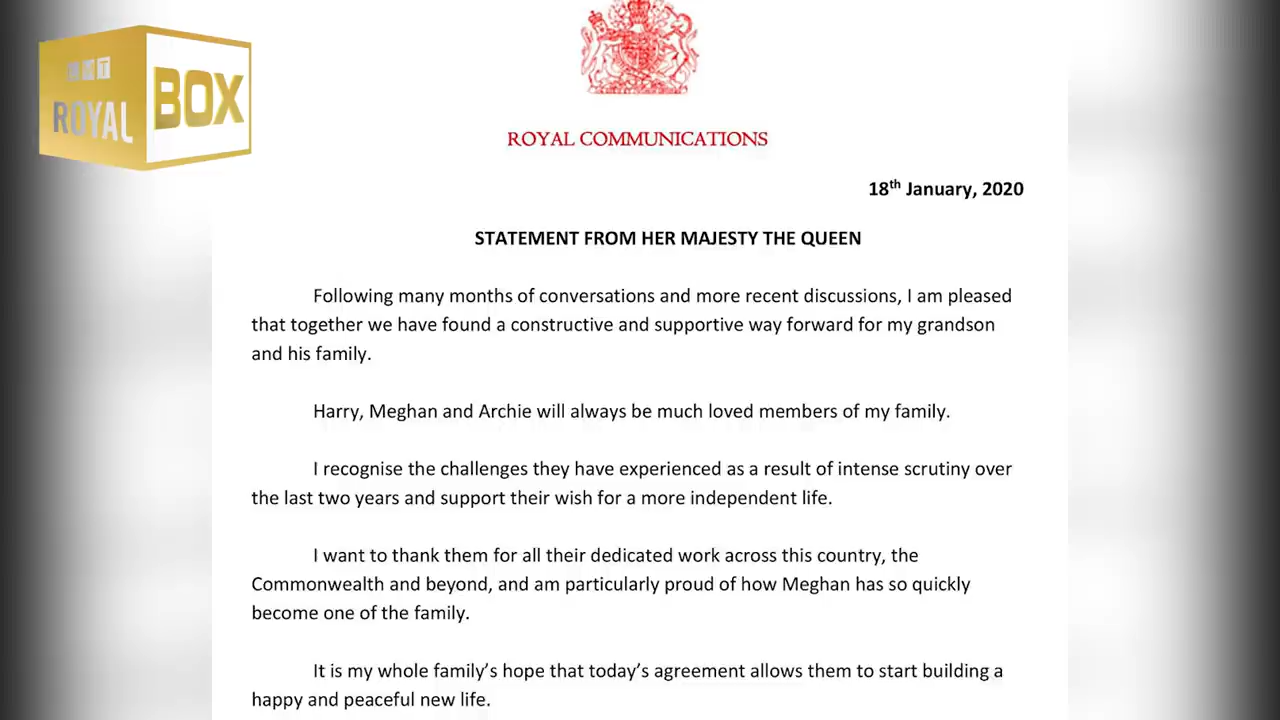 ROYAL
BOX
ROYAL COMMUNICATIONS
18th January, 2020
STATEMENT FROM HER MAJESTY THE QUEEN
Following many months of conversations and more recent discussions, I am pleased
that together we have found a constructive and supportive way forward for my grandson
and his family.
Harry, Meghan and Archie will always be much loved members of my family.
I recognise the challenges they have experienced as a result of intense scrutiny over
the last two years and support their wish for a more independent life.
I want to thank them for all their dedicated work across this country, the
Commonwealth and beyond, and am particularly proud of how Meghan has so quickly
become one of the family.
It is my whole family’s hope that today’s agreement allows them to start building a
happy and peaceful new life.